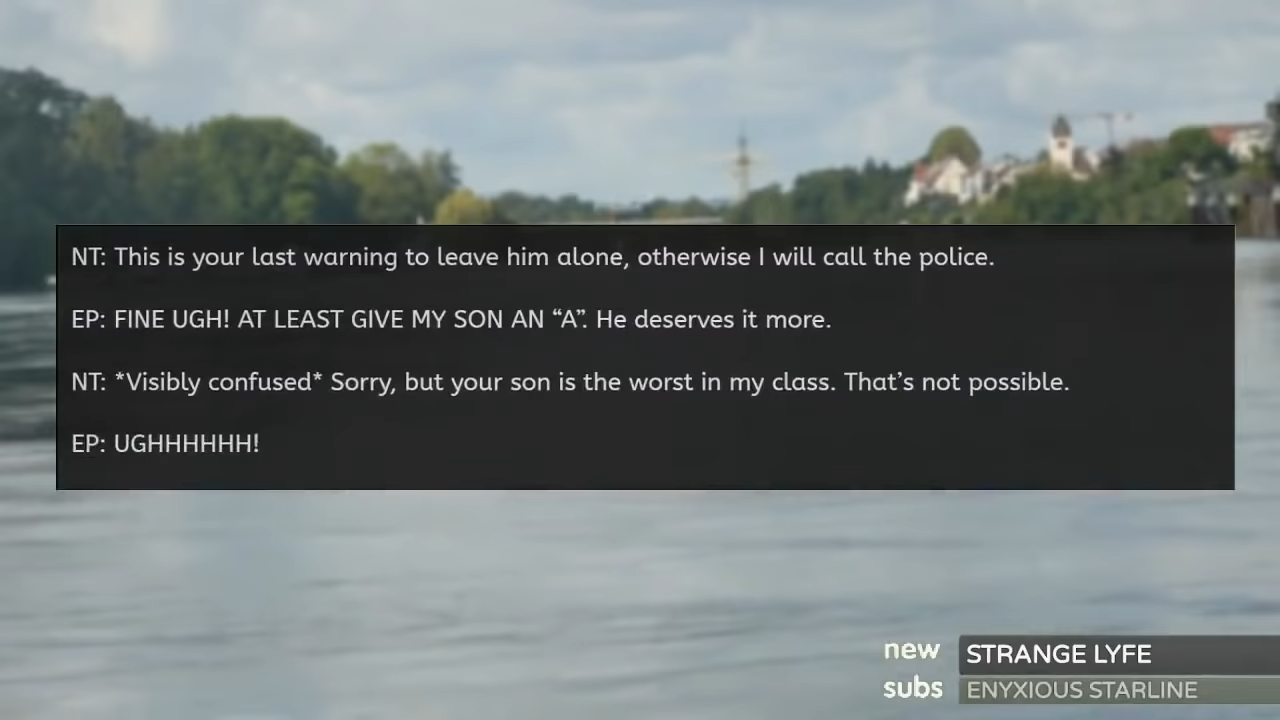 NT: This is your last warning to leave him alone, otherwise I will call the police.
EP: FINE UGH! AT LEAST GIVE MY SON AN “A”. He deserves it more.
NT: *Visibly confused* Sorry, but your son is the worst in my class. That’s not possible.
EP: UGHHHHHH!
new STRANGE LYFE
subs ENYXIOUS STARLINE